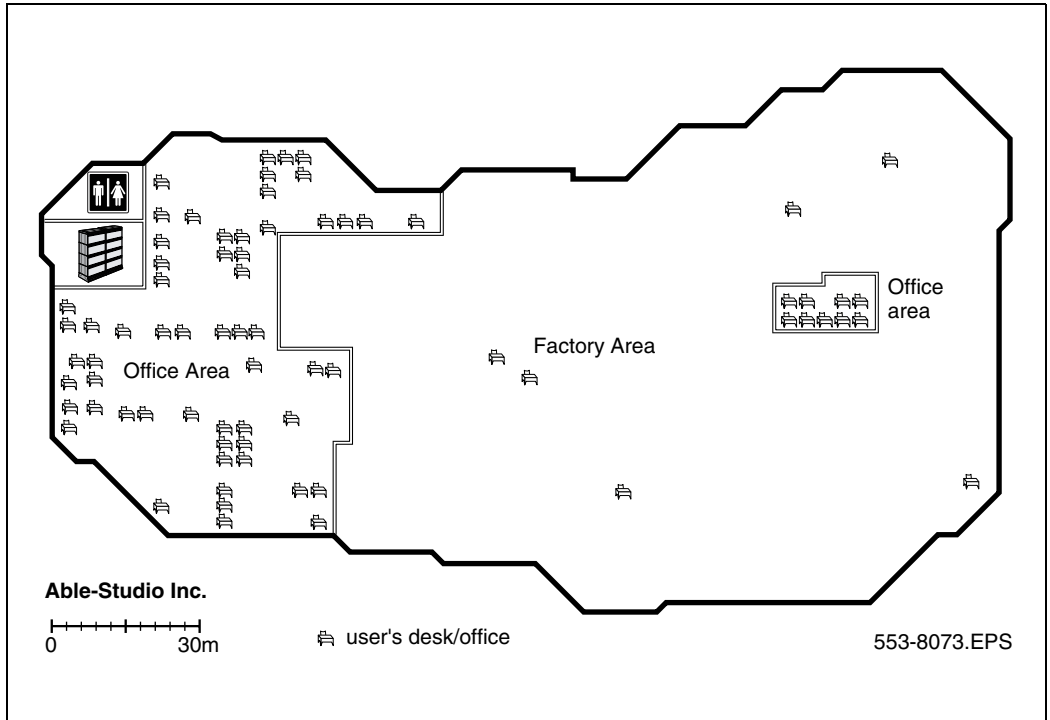 Office
area
Factory Area
Office Area
Able-Studio Inc.
0 30m
user's desk/office
553-8073.EPS